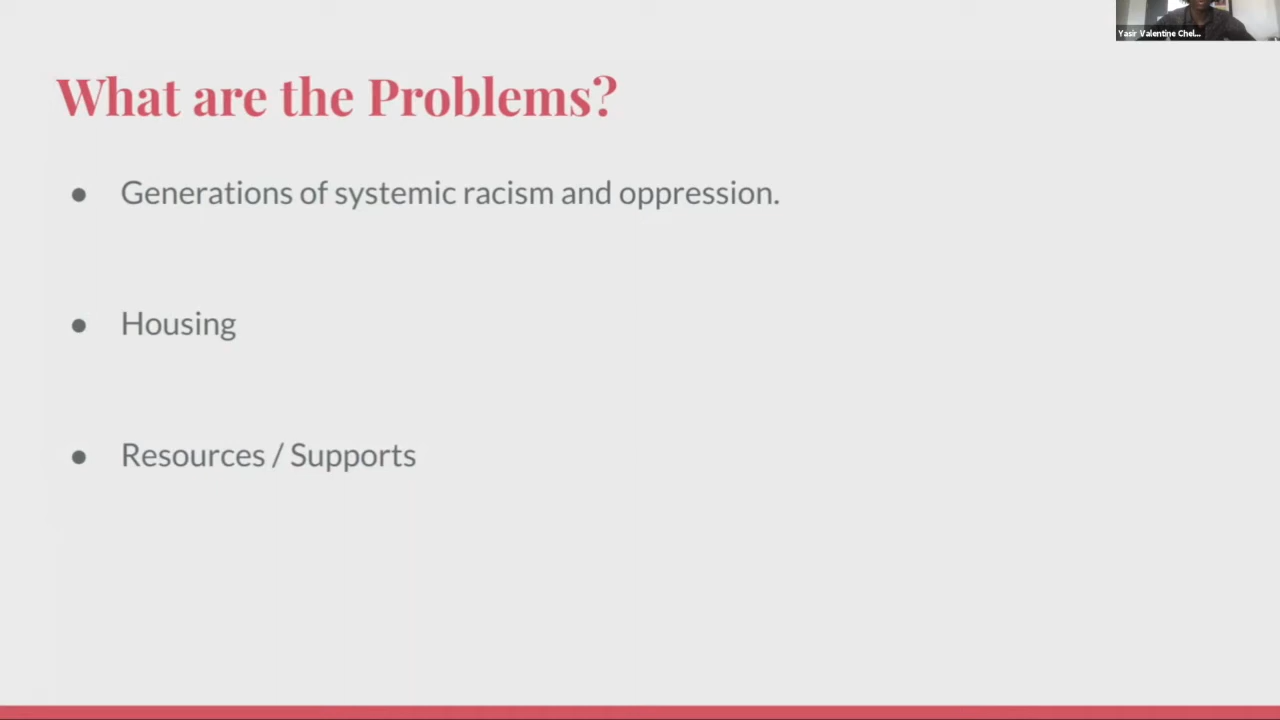 Yasir Valentine Chel...
What are the Problems?
● Generations of systemic racism and oppression.
● Housing
● Resources / Supports